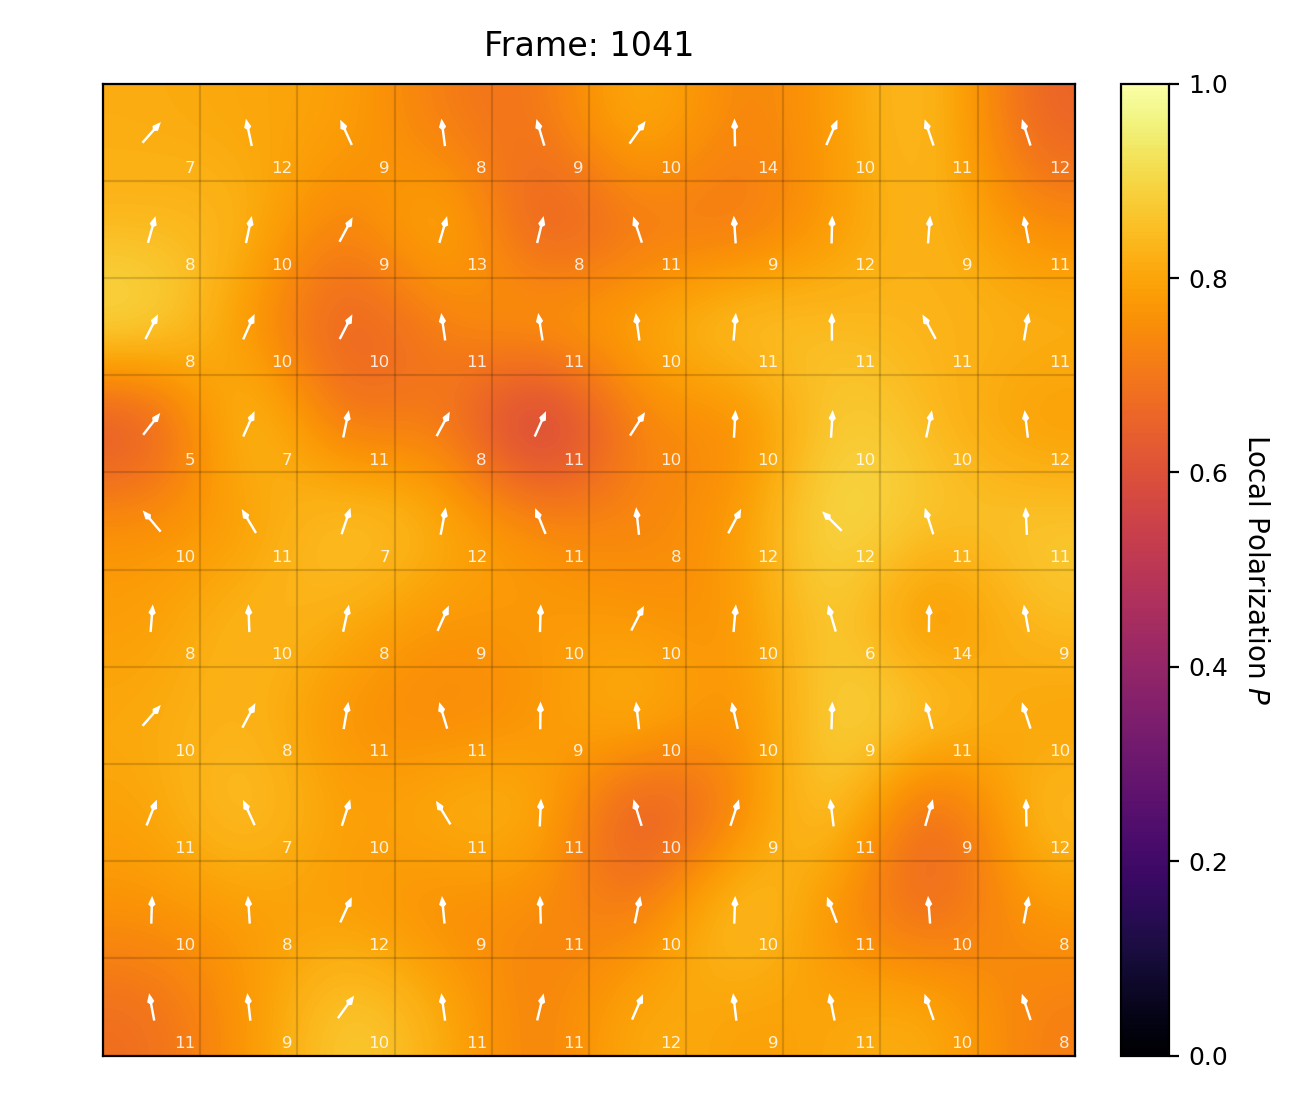 Frame: 1041
7 12 9 8 9 10 14 10 11 12
8 10 9 13 8 11 9 12 9 11
8 10 10 11 11 10 11 11 11 11
5 7 11 8 11 10 10 10 10 12
10 11 7 12 11 8 12 12 11 11
8 10 8 9 10 10 10 6 14 9
10 8 11 11 9 10 10 9 11 10
11 7 10 11 11 10 9 11 9 12
10 8 12 9 11 10 10 11 10 8
11 9 10 11 11 12 9 11 10 8
1.0
0.8
0.6
0.4
0.2
0.0
Local Polarization P